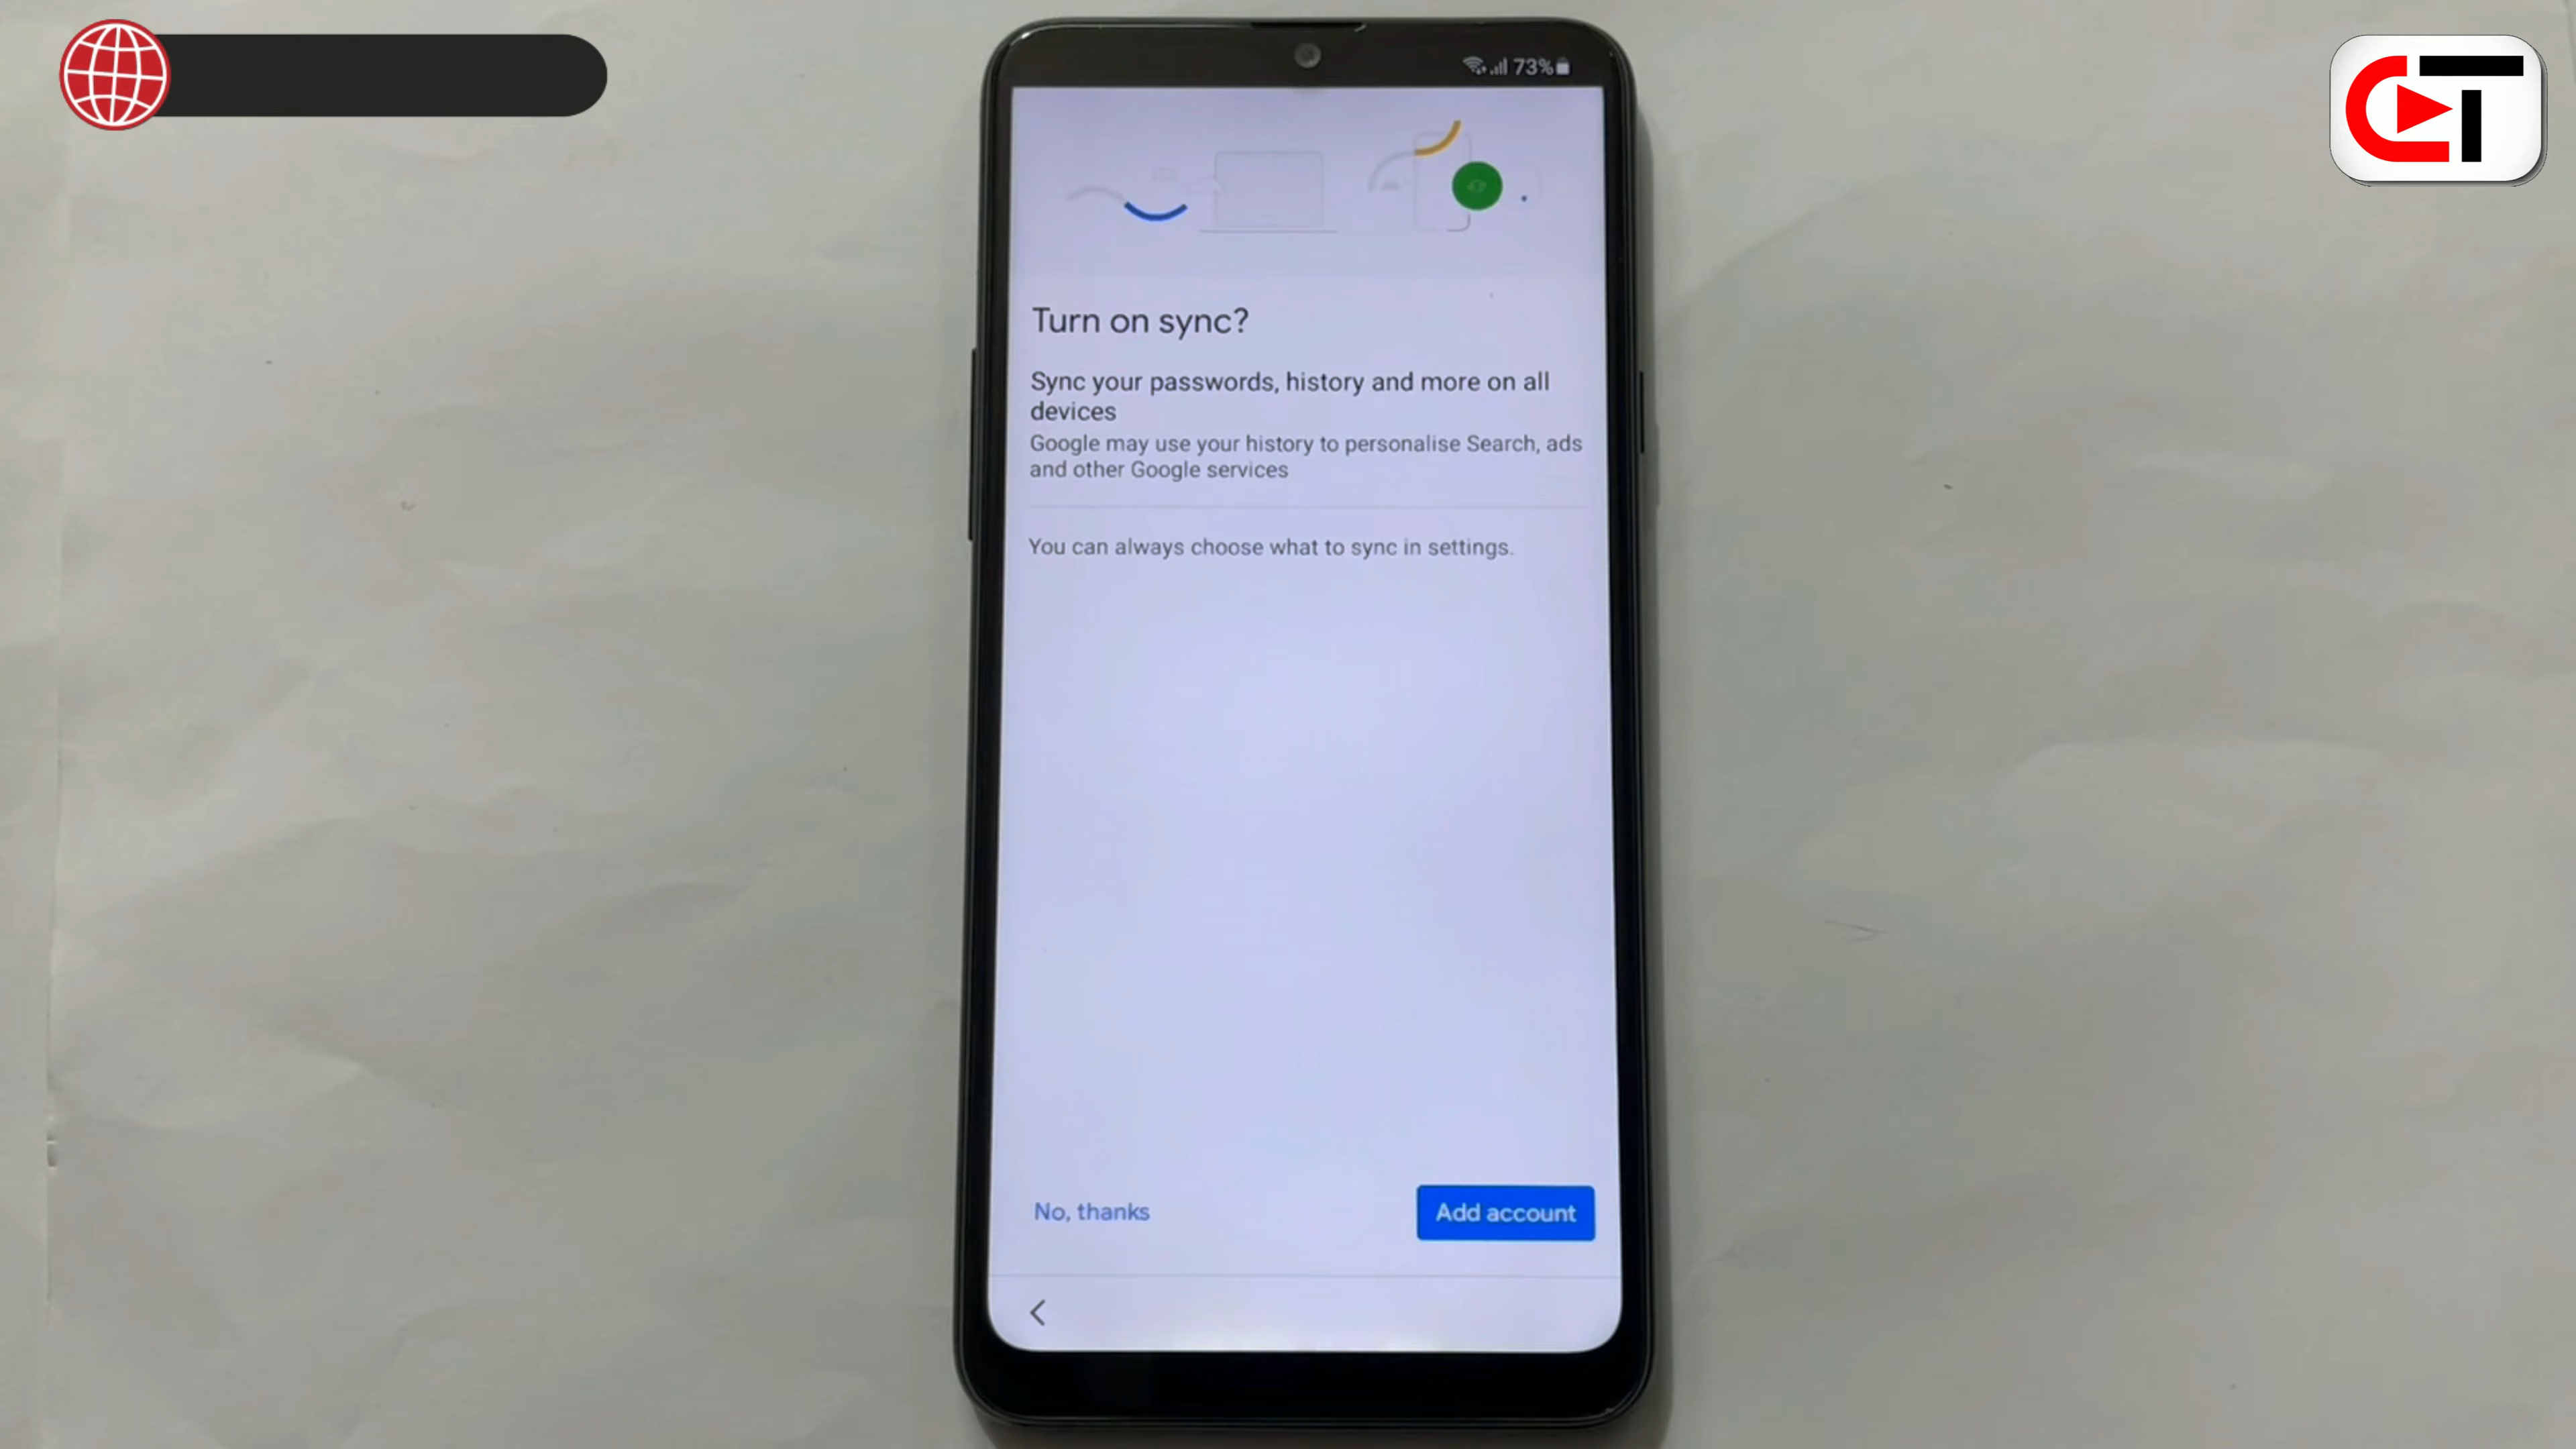 73%
Turn on sync?
Sync your passwords, history and more on all
devices
Google may use your history to personalise Search, ads
and other Google services
You can always choose what to sync in settings.
No, thanks
Add account
CT